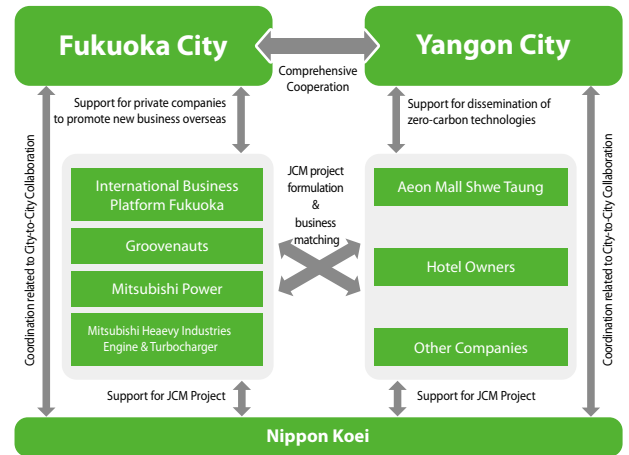 Fukuoka City
Yangon City
Comprehensive
Cooperation
Support for private companies
to promote new business overseas
Support for dissemination of
zero-carbon technologies
Coordination related to City-to-City Collaboration
International Business
Platform Fukuoka
Groovenauts
Mitsubishi Power
Mitsubishi Heaevy Industries
Engine & Turbocharger
JCM project
formulation
&
business
matching
Aeon Mall Shwe Taung
Hotel Owners
Other Companies
Coordination related to City-to-City Collaboration
Support for JCM Project
Support for JCM Project
Nippon Koei